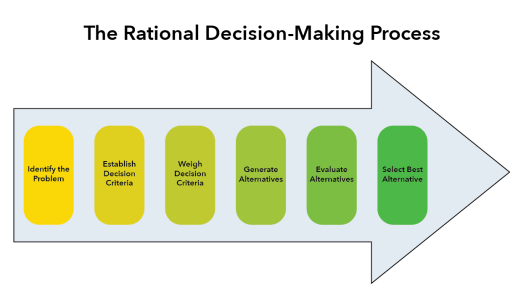 The Rational Decision-Making Process
Identify the
Problem
Establish
Decision
Criteria
Weigh
Decision
Criteria
Generate
Alternatives
Evaluate
Alternatives
Select Best
Alternative